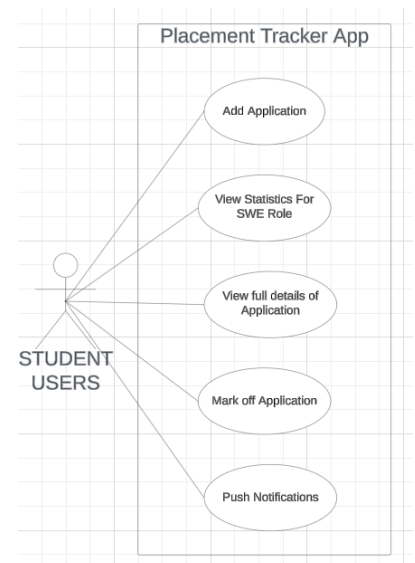 Placement Tracker App
Add Application
View Statistics For
SWE Role
View full details of
Application
STUDENT
USERS
Mark off Application
Push Notifications